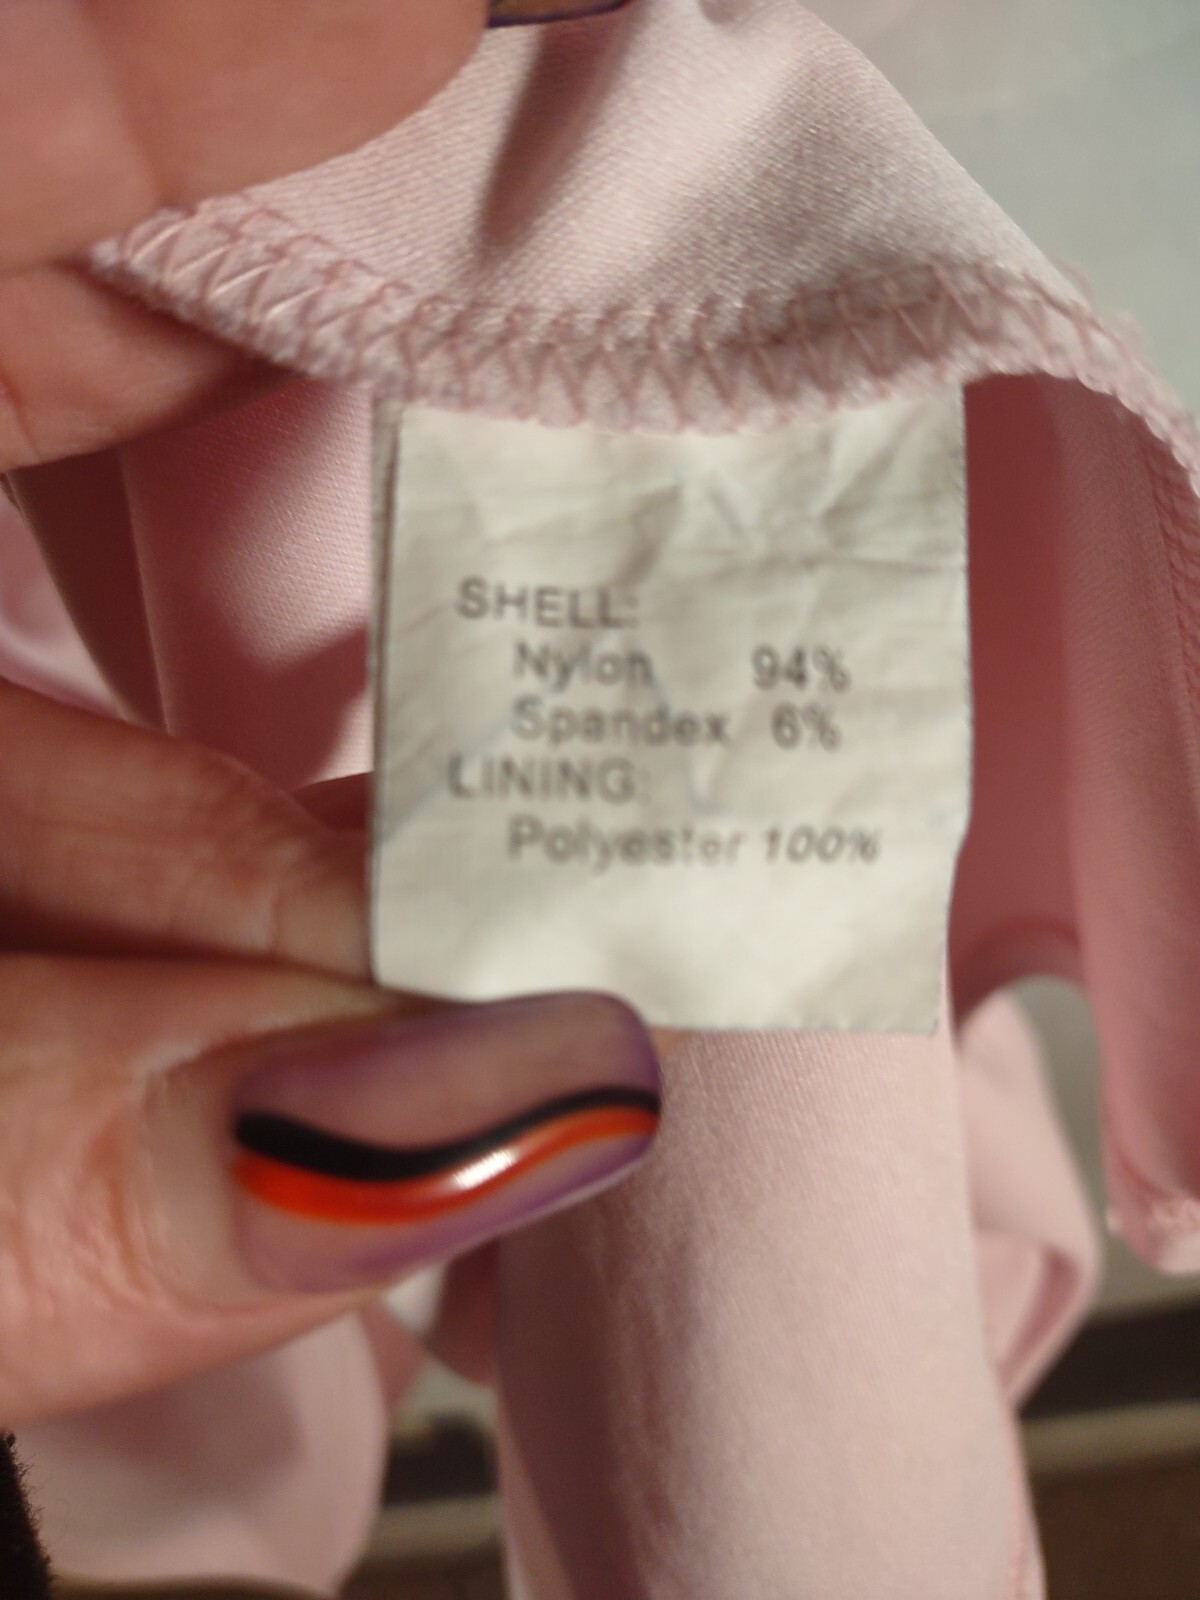 SHELL:
Nylon 94%
Spandex 6%
LINING:
Polyester 100%